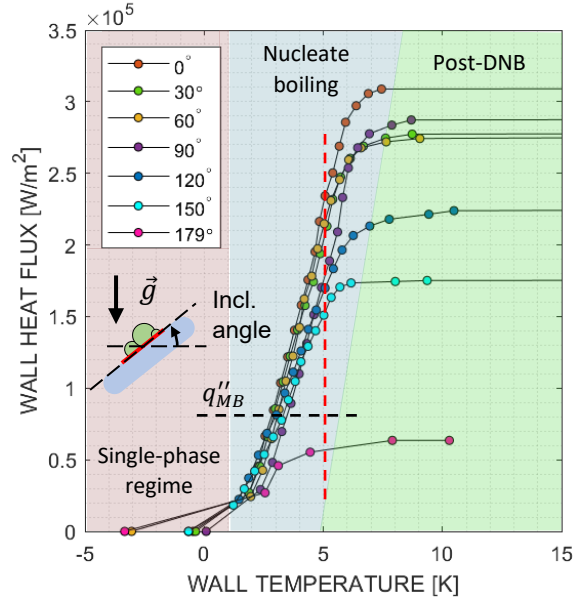 ×10⁵
3.5
3
2.5
2
1.5
1
0.5
0
-5
0
5
10
15
WALL HEAT FLUX [W/m²]
WALL TEMPERATURE [K]
Nucleate
boiling
Post-DNB
0°
30°
60°
90°
120°
150°
179°
g⃗
Incl.
angle
q''MB
Single-phase
regime